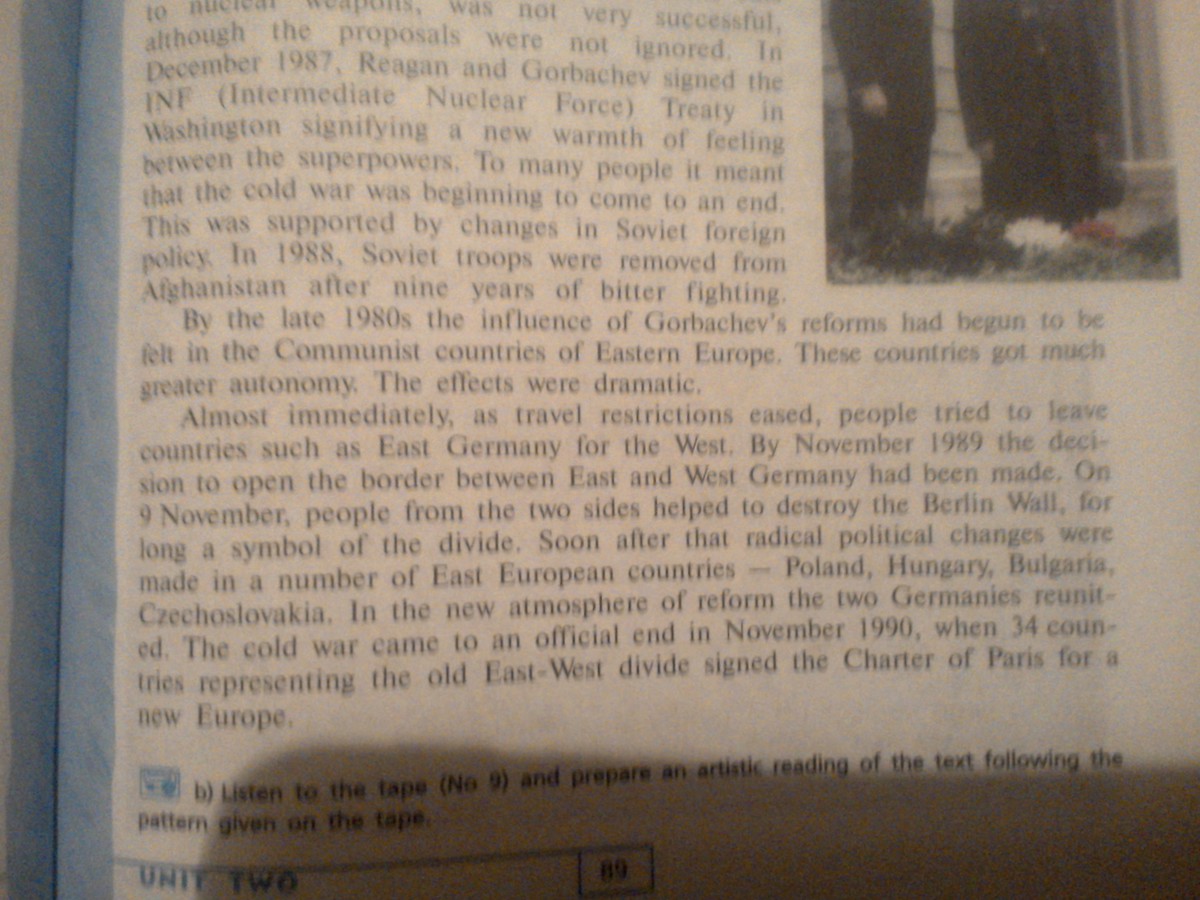 to nuclear weapons, was not very successful,
although the proposals were not ignored. In
December 1987, Reagan and Gorbachev signed the
INF (Intermediate Nuclear Force) Treaty in
Washington signifying a new warmth of feeling
between the superpowers. To many people it meant
that the cold war was beginning to come to an end.
This was supported by changes in Soviet foreign
policy. In 1988, Soviet troops were removed from
Afghanistan after nine years of bitter fighting.
By the late 1980s the influence of Gorbachev's reforms had begun to be
felt in the Communist countries of Eastern Europe. These countries got much
greater autonomy. The effects were dramatic.
Almost immediately, as travel restrictions eased, people tried to leave
countries such as East Germany for the West. By November 1989 the deci-
sion to open the border between East and West Germany had been made. On
9 November, people from the two sides helped to destroy the Berlin Wall, for
long a symbol of the divide. Soon after that radical political changes were
made in a number of East European countries — Poland, Hungary, Bulgaria,
Czechoslovakia. In the new atmosphere of reform the two Germanies reunit-
ed. The cold war came to an official end in November 1990, when 34 coun-
tries representing the old East-West divide signed the Charter of Paris for a
new Europe.
b) Listen to the tape (No 9) and prepare an artistic reading of the text following the
pattern given on the tape.
UNIT TWO
89